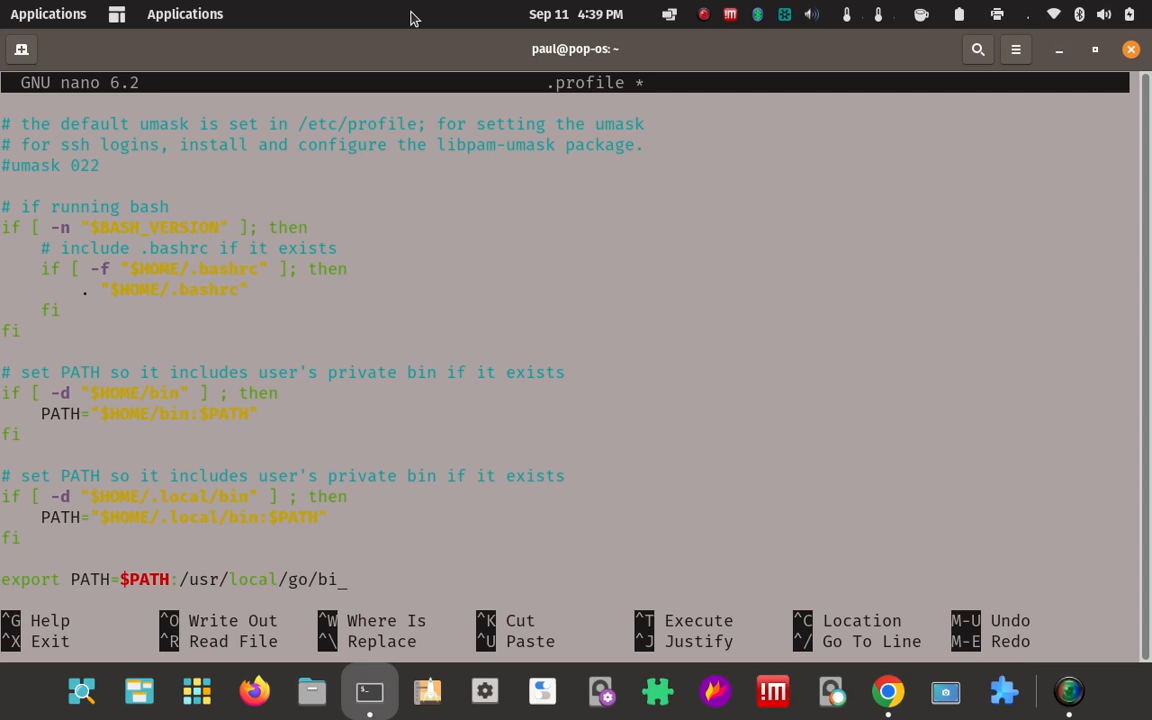 Applications Applications Sep 11 4:39 PM
paul@pop-os: ~
GNU nano 6.2 .profile *
# the default umask is set in /etc/profile; for setting the umask
# for ssh logins, install and configure the libpam-umask package.
#umask 022
# if running bash
if [ -n "$BASH_VERSION" ]; then
    # include .bashrc if it exists
    if [ -f "$HOME/.bashrc" ]; then
        . "$HOME/.bashrc"
    fi
fi
# set PATH so it includes user's private bin if it exists
if [ -d "$HOME/bin" ] ; then
    PATH="$HOME/bin:$PATH"
fi
# set PATH so it includes user's private bin if it exists
if [ -d "$HOME/.local/bin" ] ; then
    PATH="$HOME/.local/bin:$PATH"
fi
export PATH=$PATH:/usr/local/go/bi_
^G Help ^O Write Out ^W Where Is ^K Cut ^T Execute ^C Location M-U Undo
^X Exit ^R Read File ^\ Replace ^U Paste ^J Justify ^/ Go To Line M-E Redo
!M